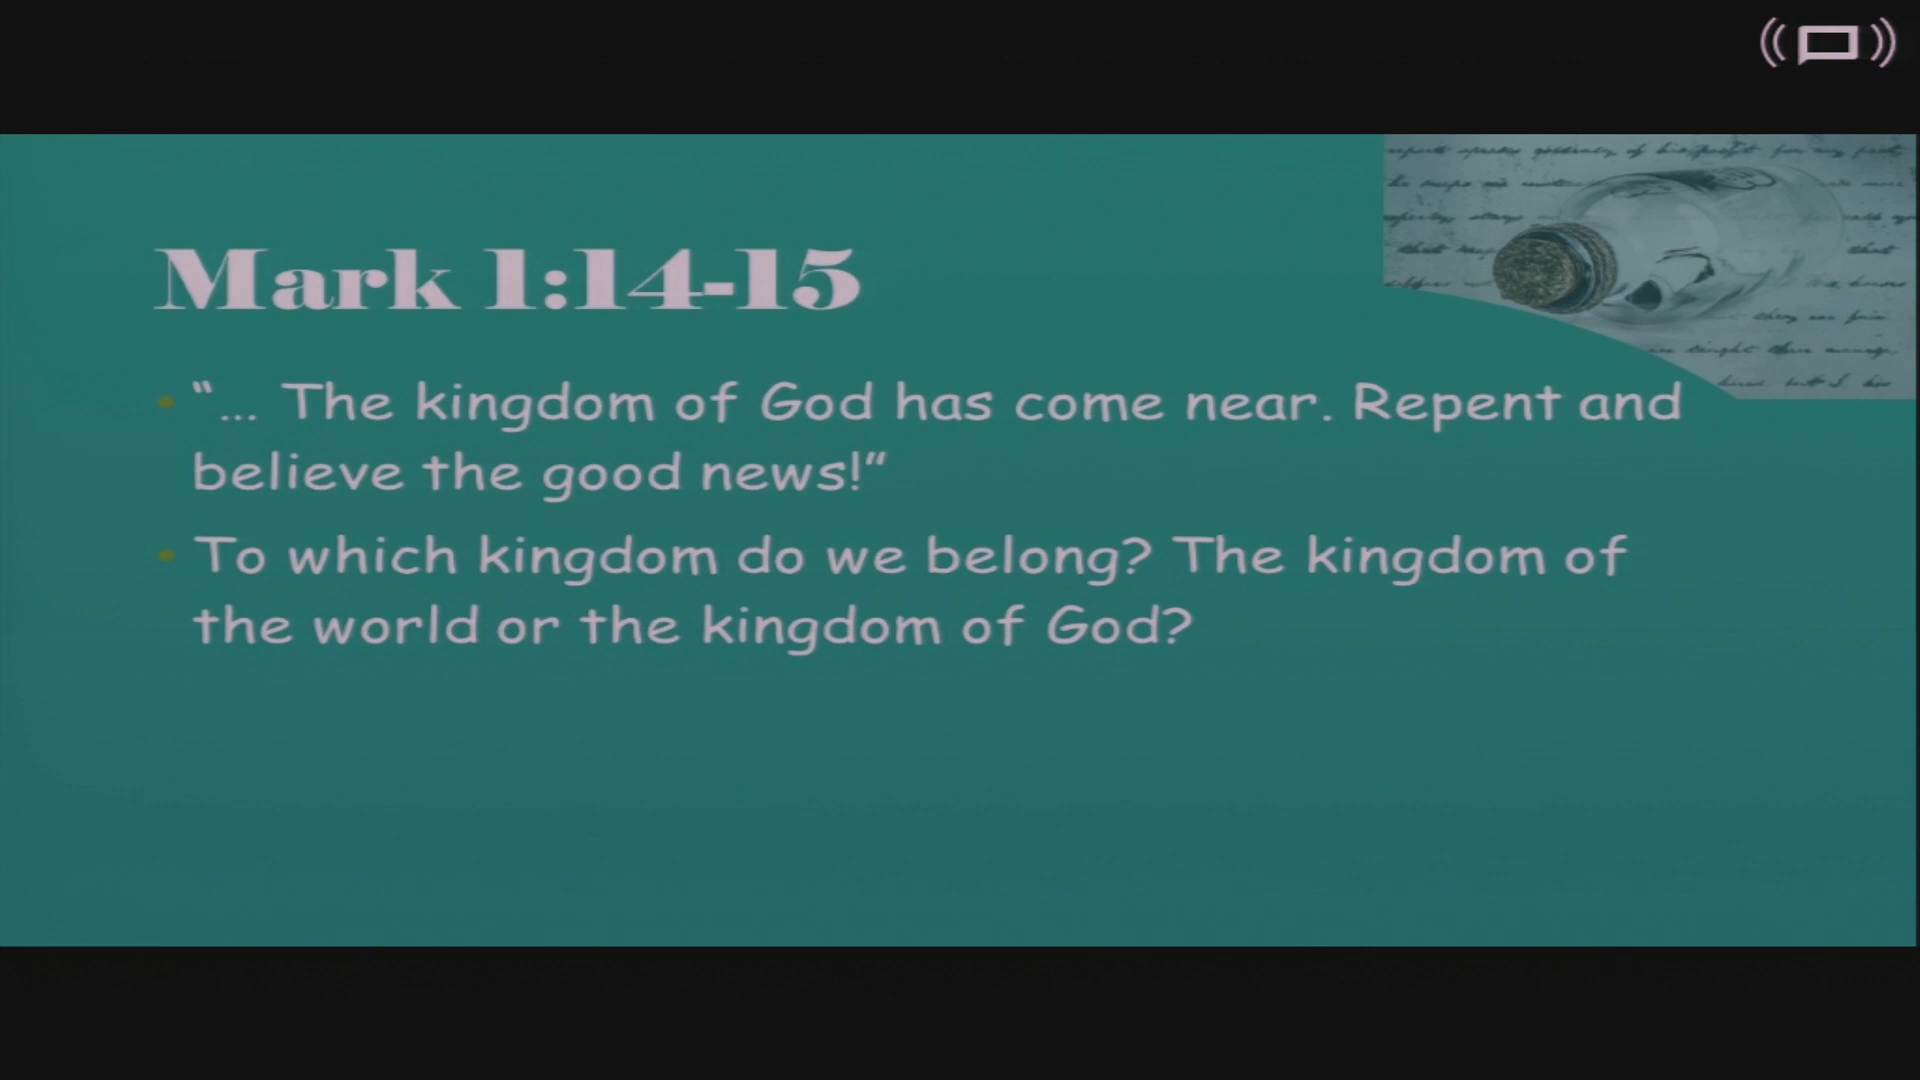 Mark 1:14-15
• “... The kingdom of God has come near. Repent and
believe the good news!”
• To which kingdom do we belong? The kingdom of
the world or the kingdom of God?